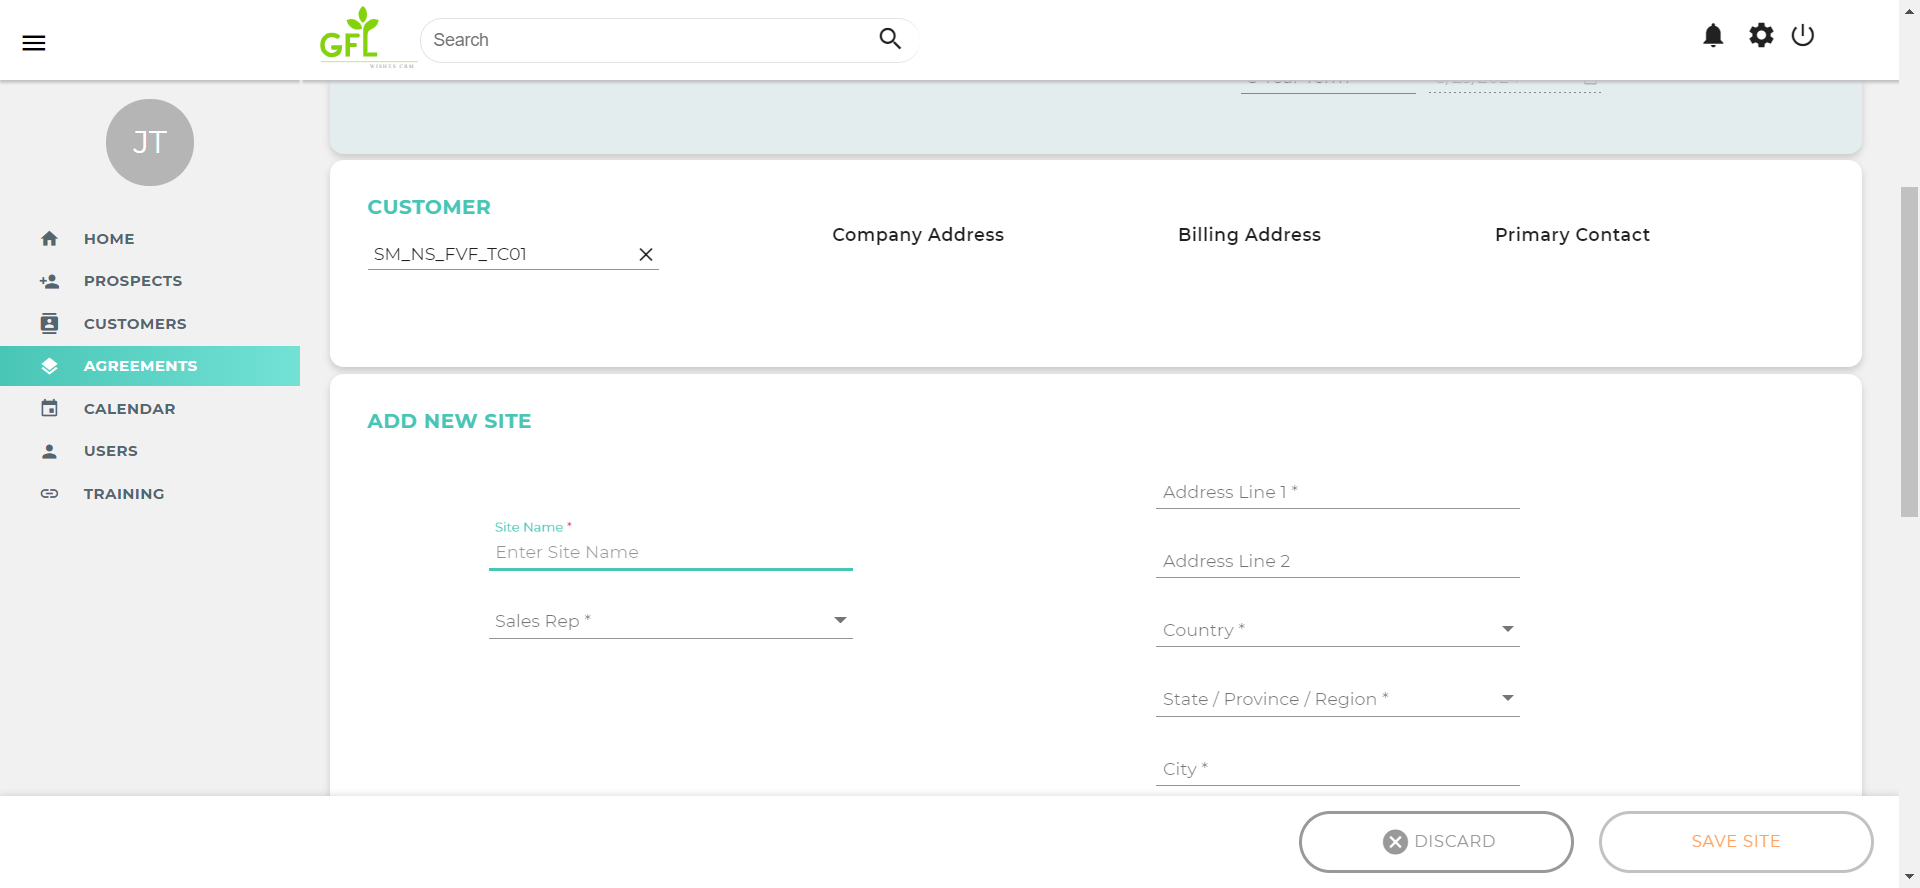 GFL
WISHUS CRM
Search
JT
HOME
PROSPECTS
CUSTOMERS
AGREEMENTS
CALENDAR
USERS
TRAINING
CUSTOMER
SM_NS_FVF_TC01
Company Address
Billing Address
Primary Contact
ADD NEW SITE
Site Name *
Enter Site Name
Sales Rep *
Address Line 1 *
Address Line 2
Country *
State / Province / Region *
City *
DISCARD
SAVE SITE